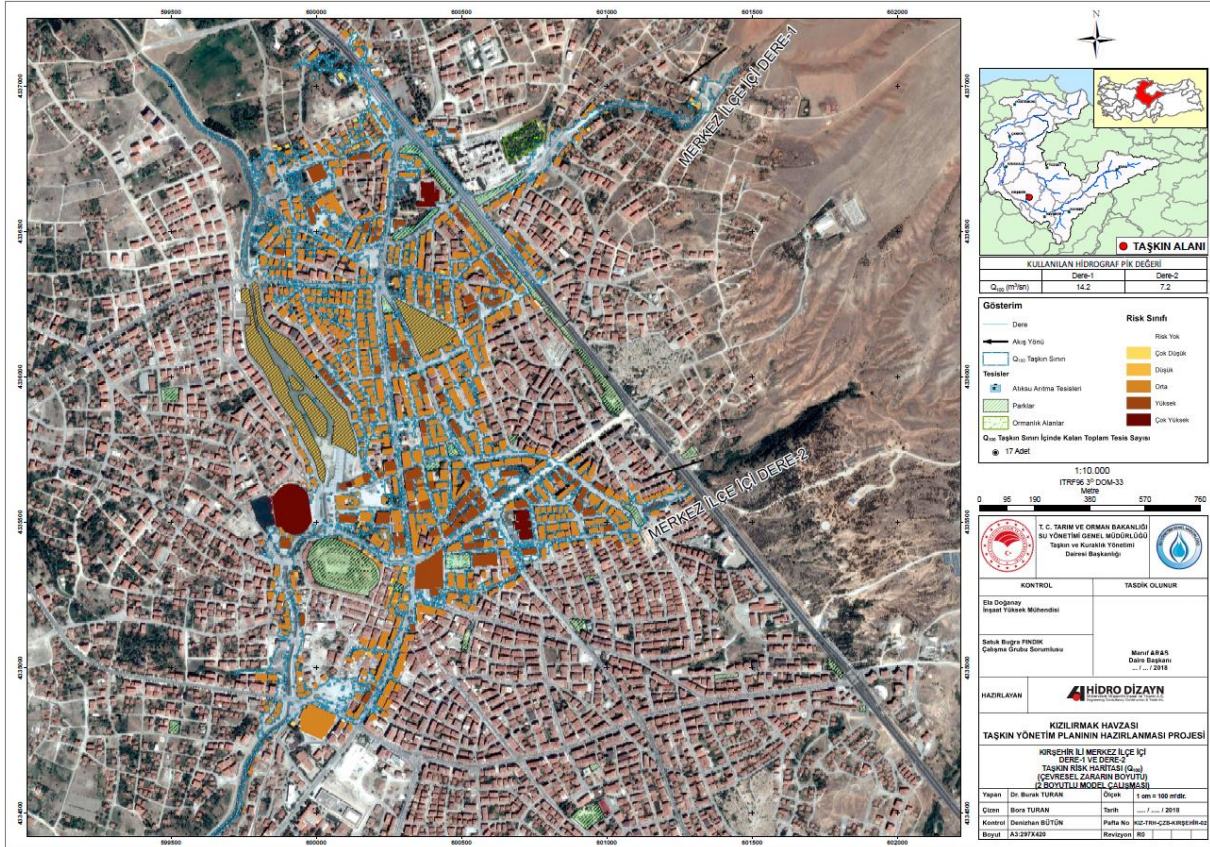 599500
600000
600500
601000
601500
602000
4337000
4336500
4336000
4335500
4335000
4334500
MERKEZ İLÇE İÇİ DERE-1
MERKEZ İLÇE İÇİ DERE-2
N
TAŞKIN ALANI
KULLANILAN HİDROGRAF PİK DEĞERİ
Dere-1 Dere-2
Q100 (m³/sn) 14.2 7.2
Gösterim
Dere
Akış Yönü
Q100 Taşkın Sınırı
Tesisler
Atıksu Arıtma Tesisleri
Parklar
Ormanlık Alanlar
Risk Sınıfı
Risk Yok
Çok Düşük
Düşük
Orta
Yüksek
Çok Yüksek
Q100 Taşkın Sınırı İçinde Kalan Toplam Tesis Sayısı
17 Adet
1:10.000
ITRF96 3⁰ DOM-33
Metre
0 95 190 380 570 760
T. C. TARIM VE ORMAN BAKANLIĞI
SU YÖNETİMİ GENEL MÜDÜRLÜĞÜ
Taşkın ve Kuraklık Yönetimi
Dairesi Başkanlığı
KONTROL TASDİK OLUNUR
Ela Doğanay
İnşaat Yüksek Mühendisi
Satuk Buğra FINDIK
Çalışma Grubu Sorumlusu
Maruf ARAS
Daire Başkanı
... / ... / 2018
HAZIRLAYAN
HİDRO DİZAYN
KIZILIRMAK HAVZASI
TAŞKIN YÖNETİM PLANININ HAZIRLANMASI PROJESİ
KIRŞEHİR İLİ MERKEZ İLÇE İÇİ
DERE-1 VE DERE-2
TAŞKIN RİSK HARİTASI (Q100)
(ÇEVRESEL ZARARIN BOYUTU)
(2 BOYUTLU MODEL ÇALIŞMASI)
Yapan Dr. Burak TURAN Ölçek 1 cm = 100 m'dir.
Çizen Bora TURAN Tarih ..... / ..... / 2018
Kontrol Denizhan BÜTÜN Pafta No KIZ-TRH-ÇZB-KIRŞEHİR-02
Boyut A3:297X420 Revizyon R0